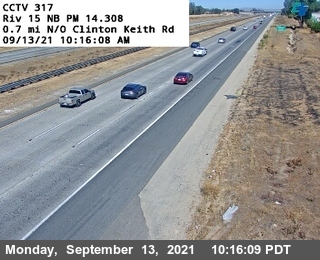 CCTV 317
Riv 15 NB PM 14.308
0.7 mi N/O Clinton Keith Rd
09/13/21 10:16:08 AM
Monday, September 13, 2021 10:16:09 PDT